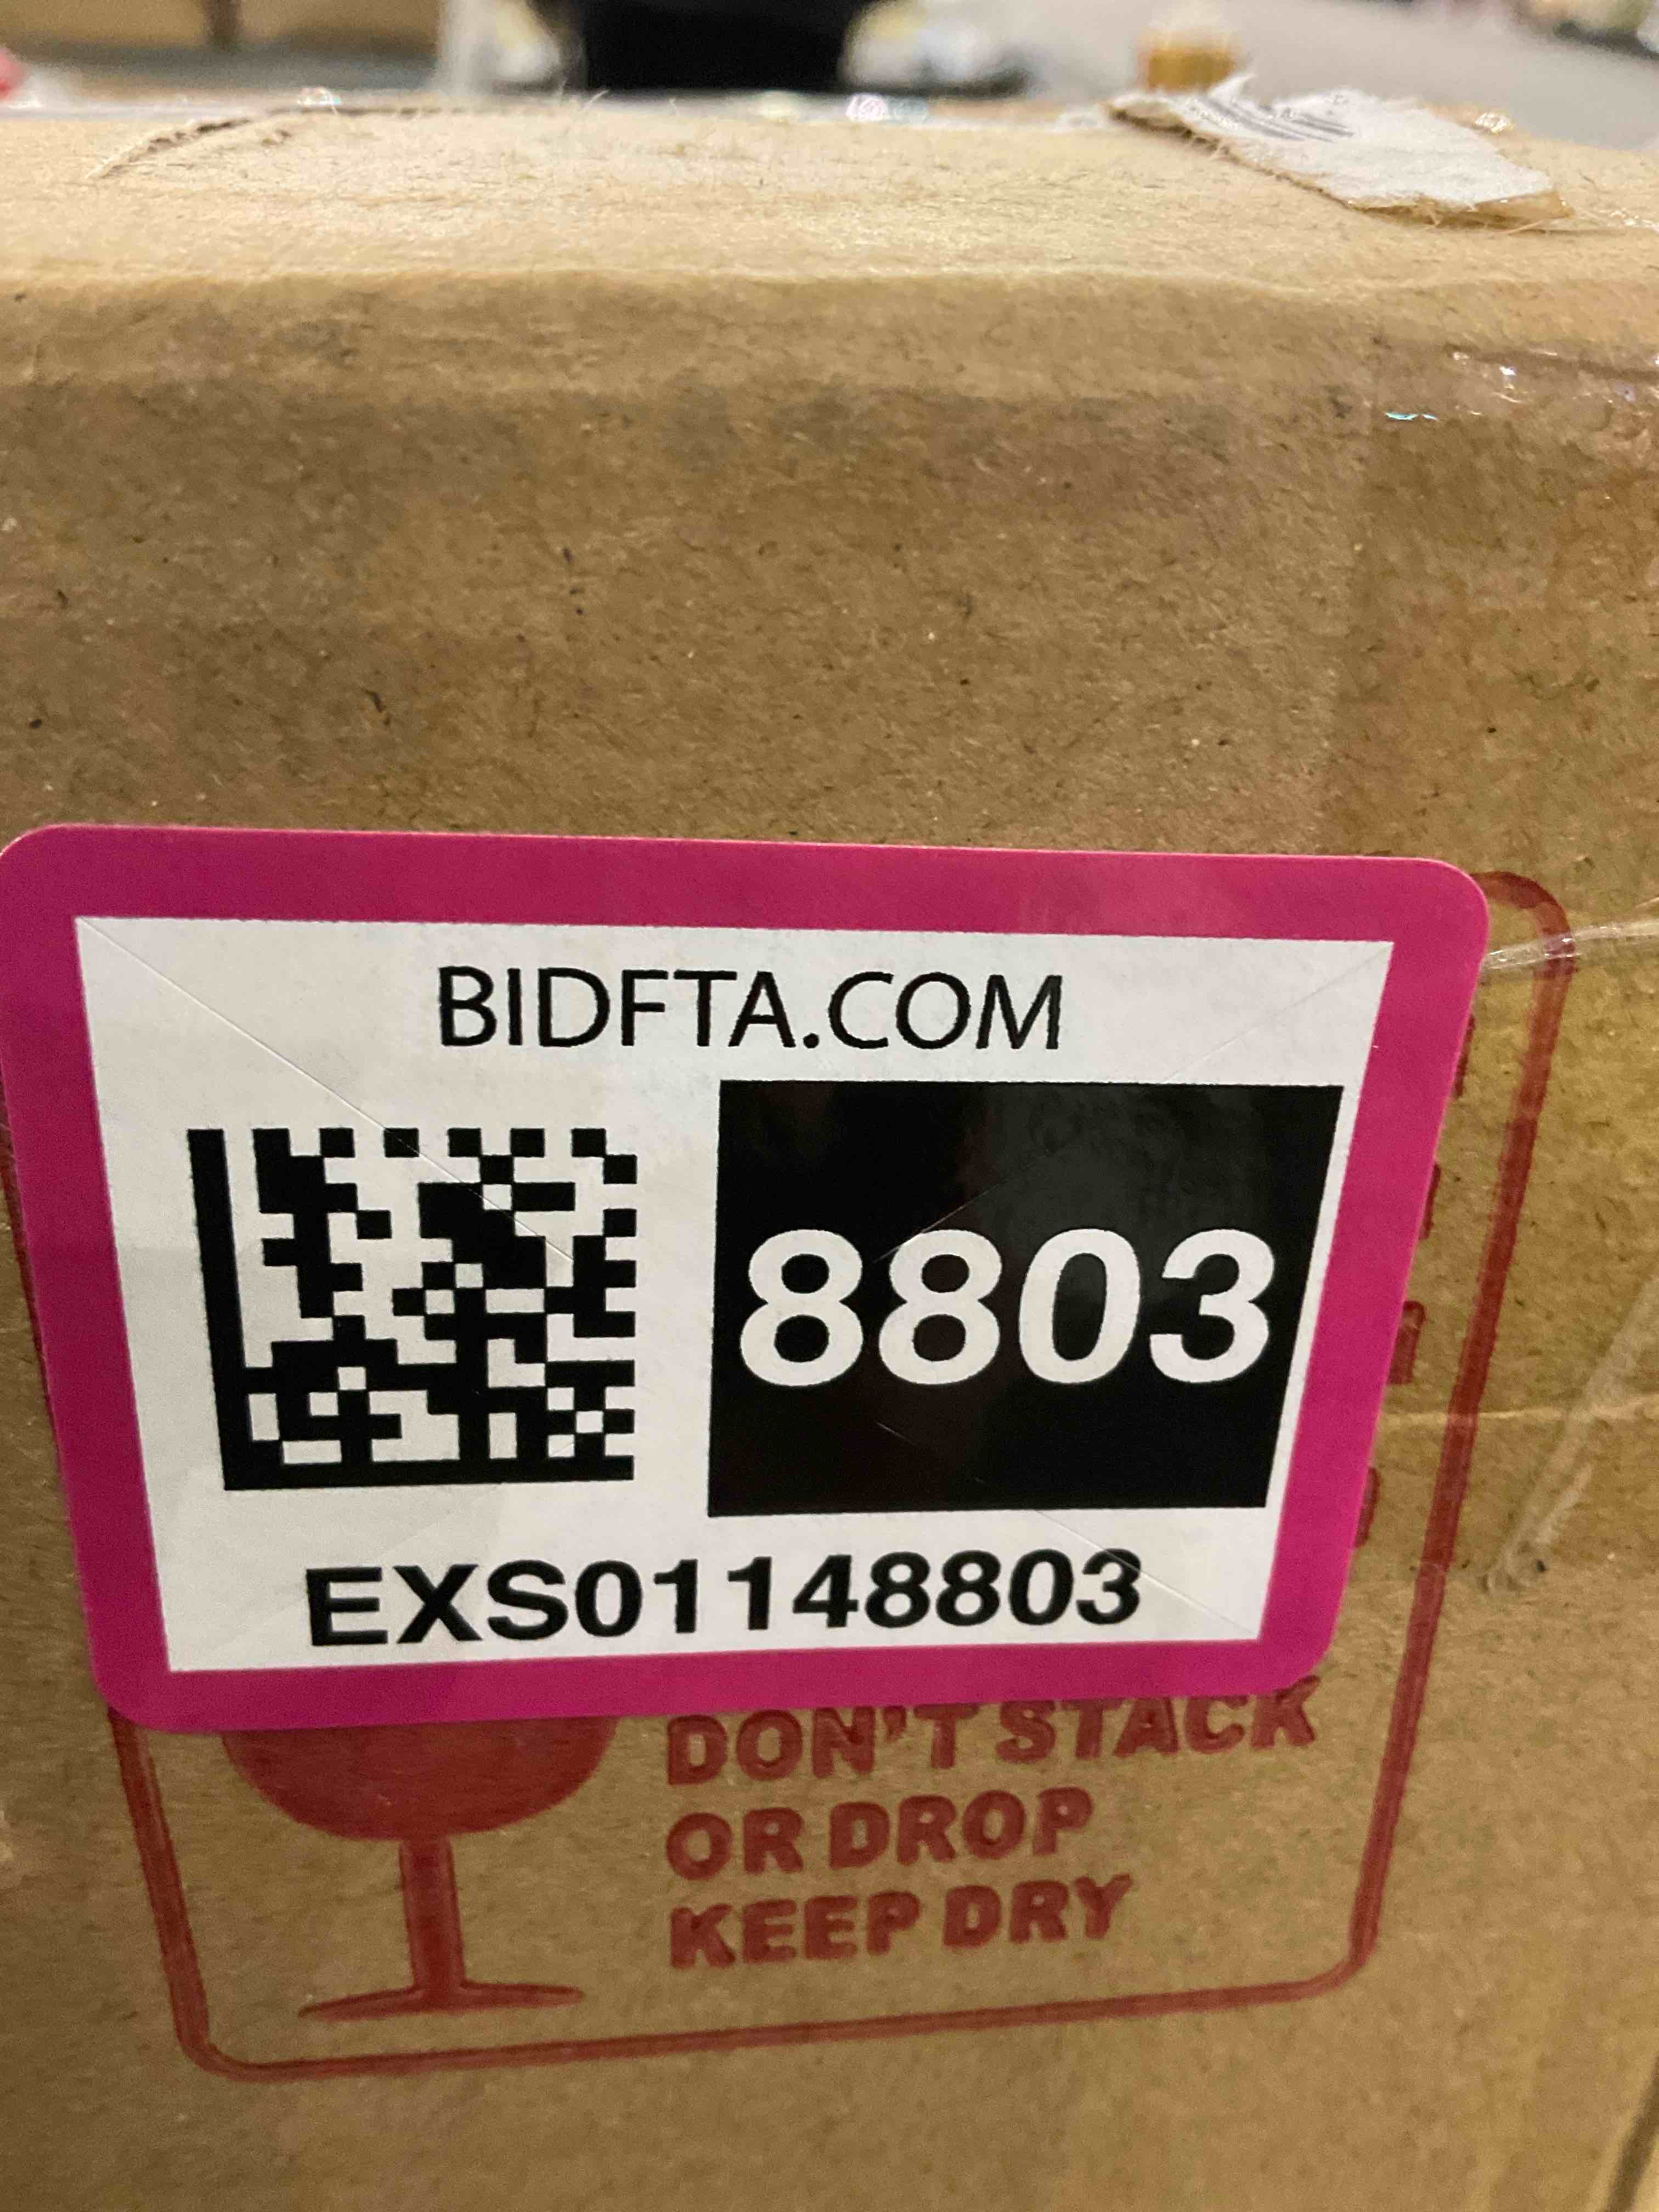 BIDFTA.COM
8803
EXS01148803
DON'T STACK
OR DROP
KEEP DRY